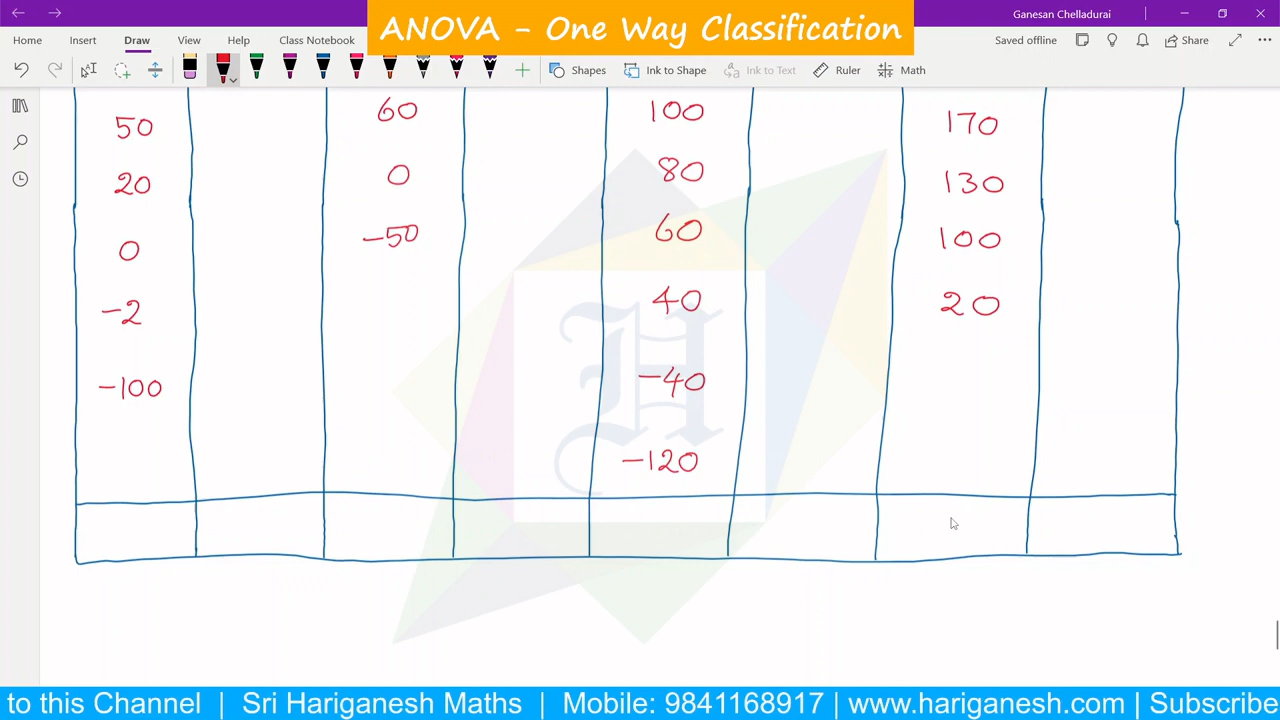 ANOVA - One Way Classification
Ganesan Chelladurai
Home Insert Draw View Help Class Notebook Saved offline Share
Shapes Ink to Shape Ink to Text Ruler Math
50 60 100 170
20 0 80 130
0 -50 60 100
-2 40 20
-100 -40
-120
H
to this Channel | Sri Hariganesh Maths | Mobile: 9841168917 | www.hariganesh.com | Subscribe